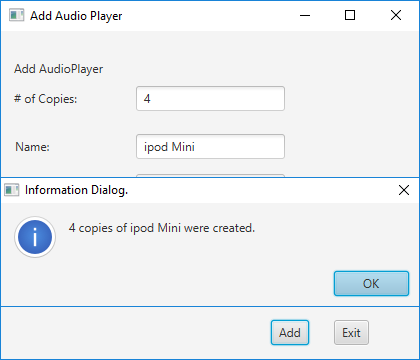 Add Audio Player
Add AudioPlayer
# of Copies: 4
Name: ipod Mini
Information Dialog.
i
4 copies of ipod Mini were created.
OK
Add Exit